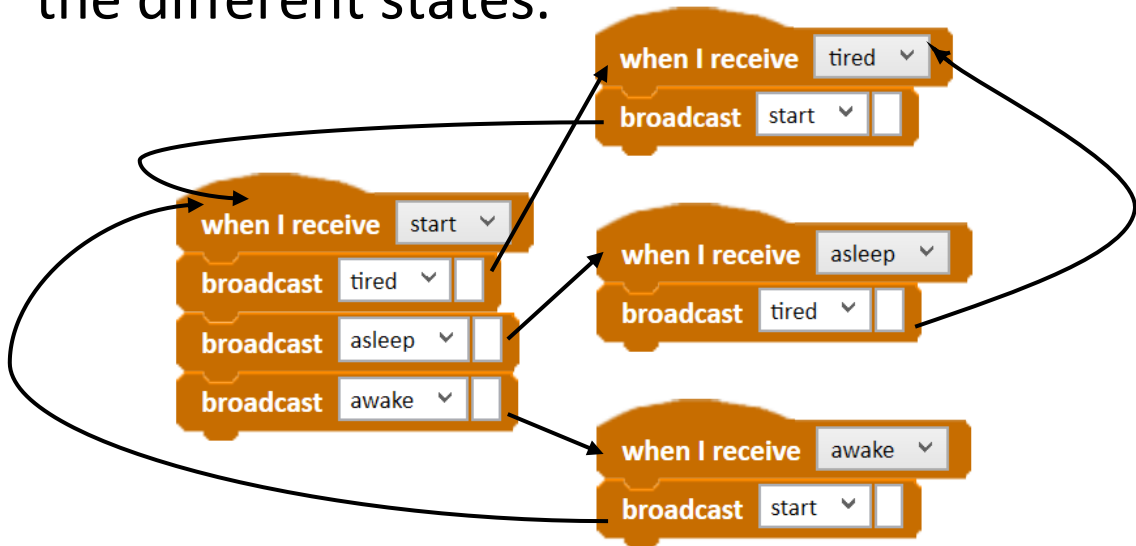 the different states.
when I receive tired
broadcast start
when I receive start
broadcast tired
broadcast asleep
broadcast awake
when I receive asleep
broadcast tired
when I receive awake
broadcast start